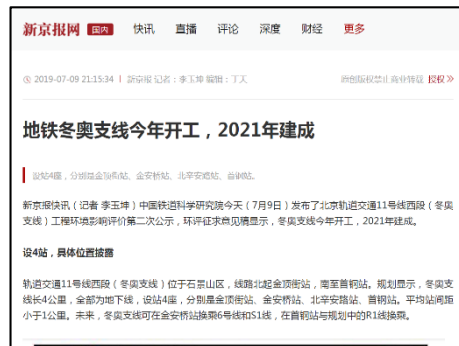 新京报网 国内 快讯 直播 评论 深度 财经 更多
2019-07-09 21:15:34 新京报 记者：李玉坤 编辑：丁天 原创版权禁止商业转载 授权》
地铁冬奥支线今年开工，2021年建成
设站4座，分别是金顶街站、金安桥站、北辛安路站、首钢站。
新京报快讯（记者 李玉坤）中国铁道科学研究院今天（7月9日）发布了北京轨道交通11号线西段（冬奥
支线）工程环境影响评价第二次公示，环评征求意见稿显示，冬奥支线今年开工，2021年建成。
设4站，具体位置披露
轨道交通11号线西段（冬奥支线）位于石景山区，线路北起金顶街站，南至首钢站。规划显示，冬奥支
线长4公里，全部为地下线，设站4座，分别是金顶街站、金安桥站、北辛安路站、首钢站。平均站间距
小于1公里。未来，冬奥支线可在金安桥站换乘6号线和S1线，在首钢站与规划中的R1线换乘。